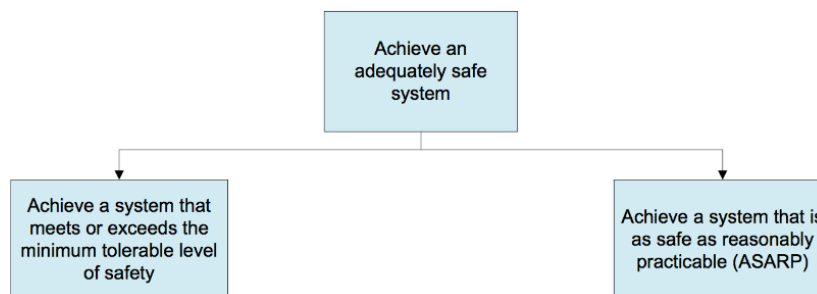 Achieve an
adequately safe
system
Achieve a system that
meets or exceeds the
minimum tolerable level
of safety
Achieve a system that is
as safe as reasonably
practicable (ASARP)